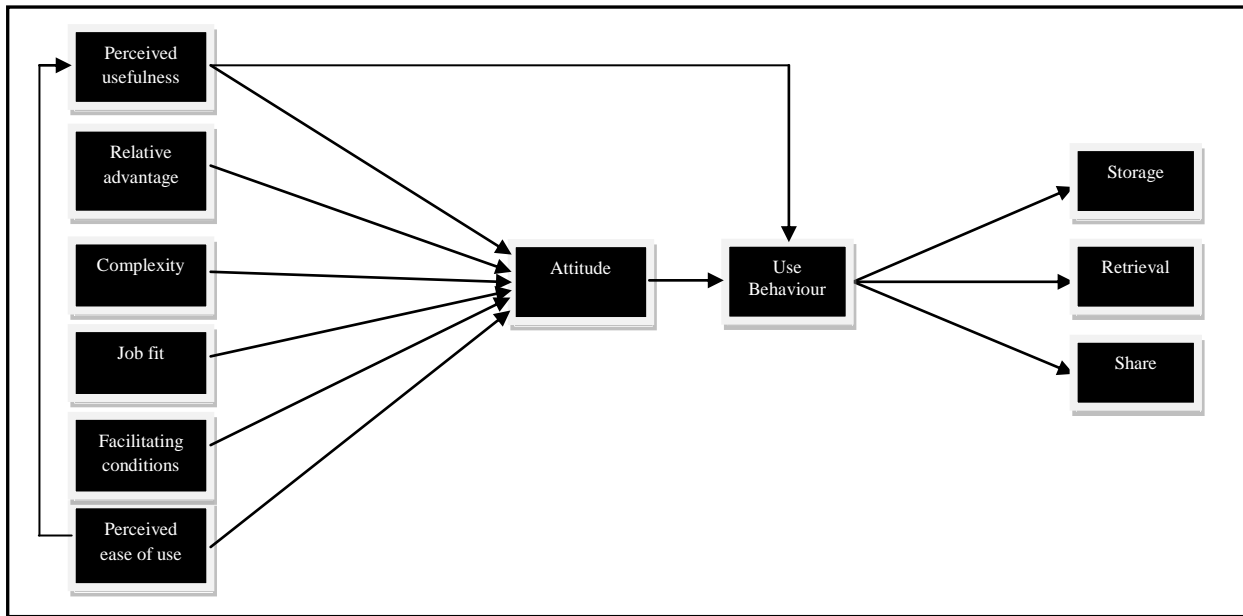 Perceived
usefulness
Relative
advantage
Complexity
Job fit
Facilitating
conditions
Perceived
ease of use
Attitude
Use
Behaviour
Storage
Retrieval
Share